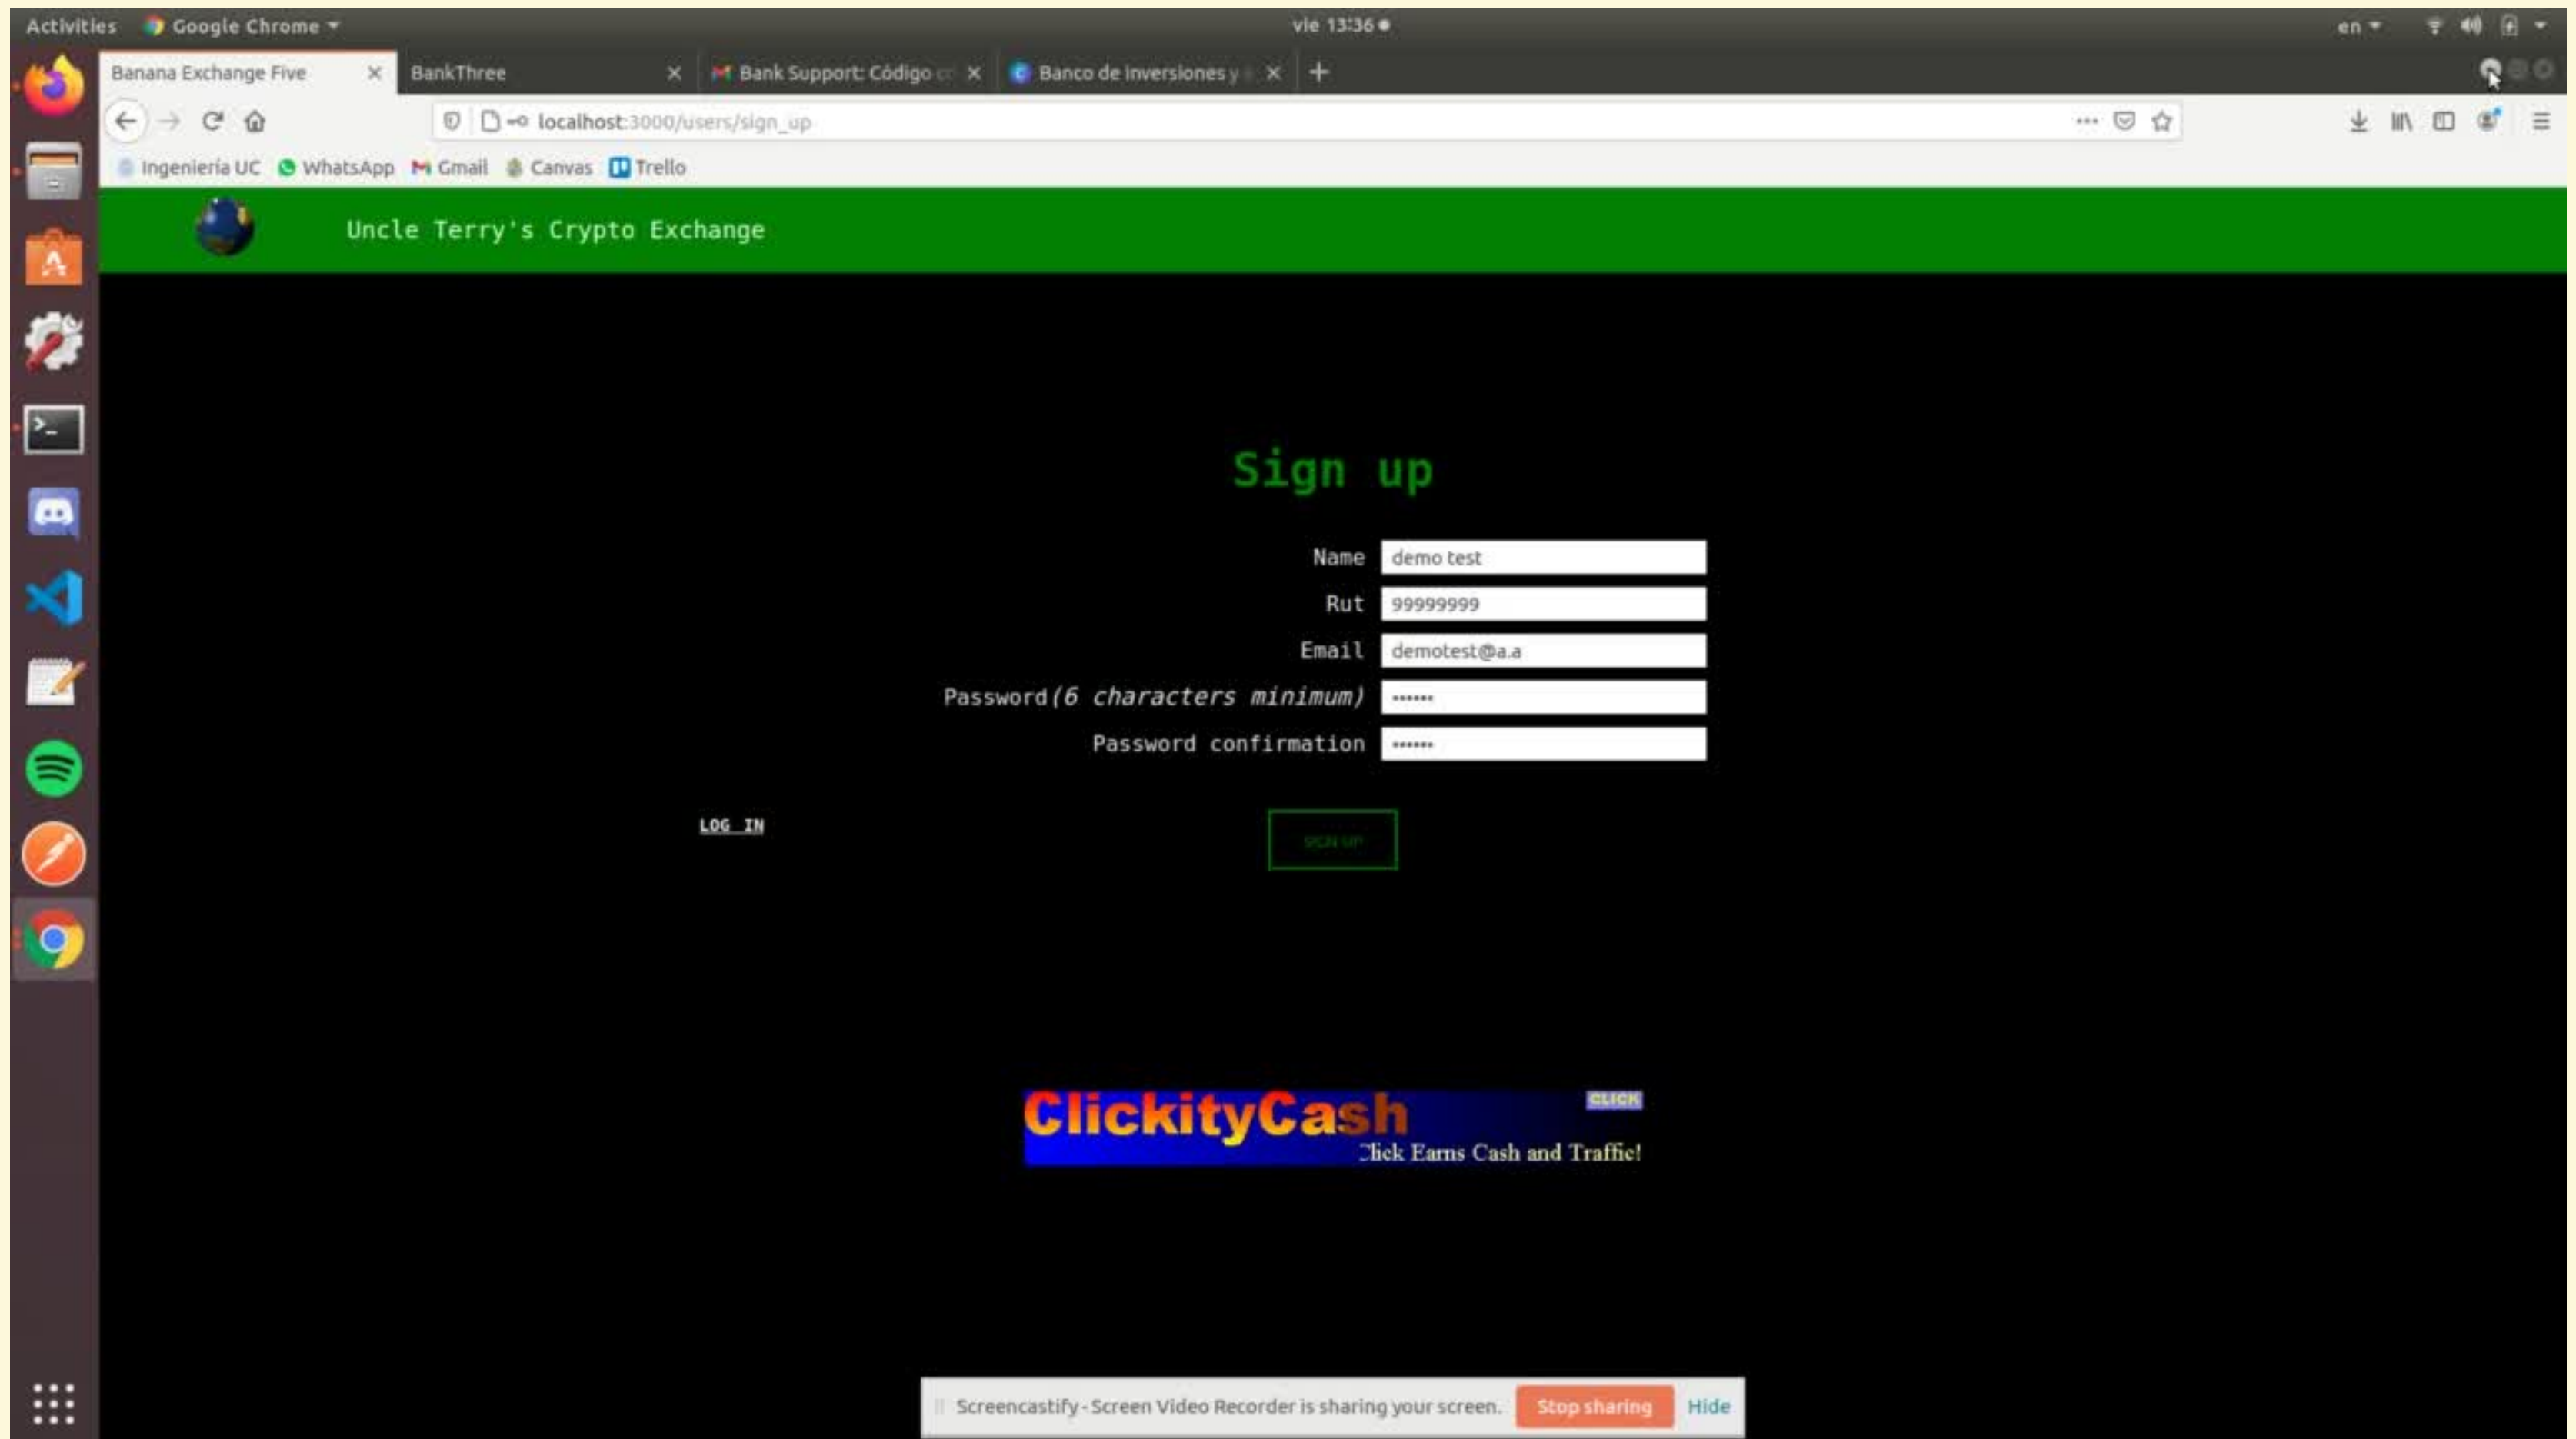 Activities Google Chrome vie 13:36 en
Banana Exchange Five BankThree Bank Support: Código Banco de Inversiones y
localhost:3000/users/sign_up
Ingeniería UC WhatsApp Gmail Canvas Trello
Uncle Terry's Crypto Exchange
Sign up
Name demo test
Rut 99999999
Email demotest@a.a
Password(6 characters minimum) ••••••
Password confirmation ••••••
LOG IN SIGN UP
ClickityCash CLICK
Click Earns Cash and Traffic!
Screencastify - Screen Video Recorder is sharing your screen. Stop sharing Hide